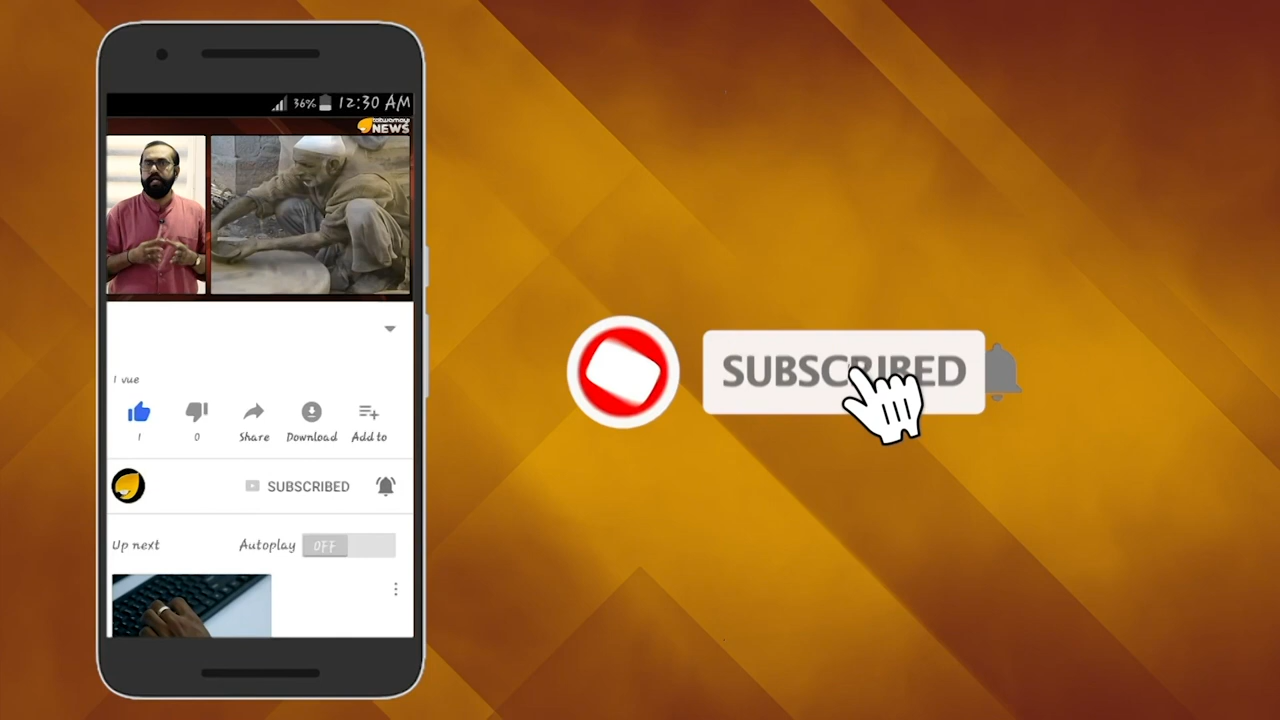 36% 12:30 AM
tatwamayi
NEWS
1 vue
1
0
Share
Download
Add to
SUBSCRIBED
Up next
Autoplay
OFF
SUBSCRIBED